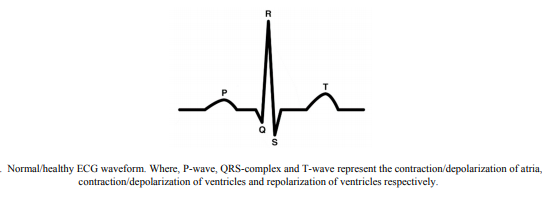 R
P
T
Q
S
. Normal/healthy ECG waveform. Where, P-wave, QRS-complex and T-wave represent the contraction/depolarization of atria,
contraction/depolarization of ventricles and repolarization of ventricles respectively.